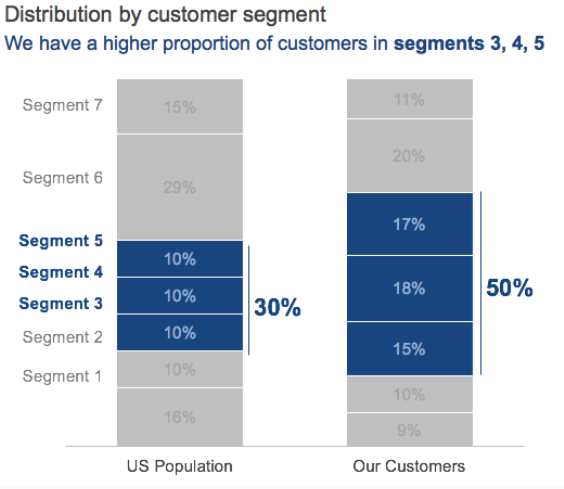 Distribution by customer segment
We have a higher proportion of customers in segments 3, 4, 5
Segment 7
15%
11%
Segment 6
29%
20%
Segment 5
10%
17%
Segment 4
10%
18%
Segment 3
10%
15%
30%
50%
Segment 2
10%
10%
Segment 1
16%
9%
US Population
Our Customers